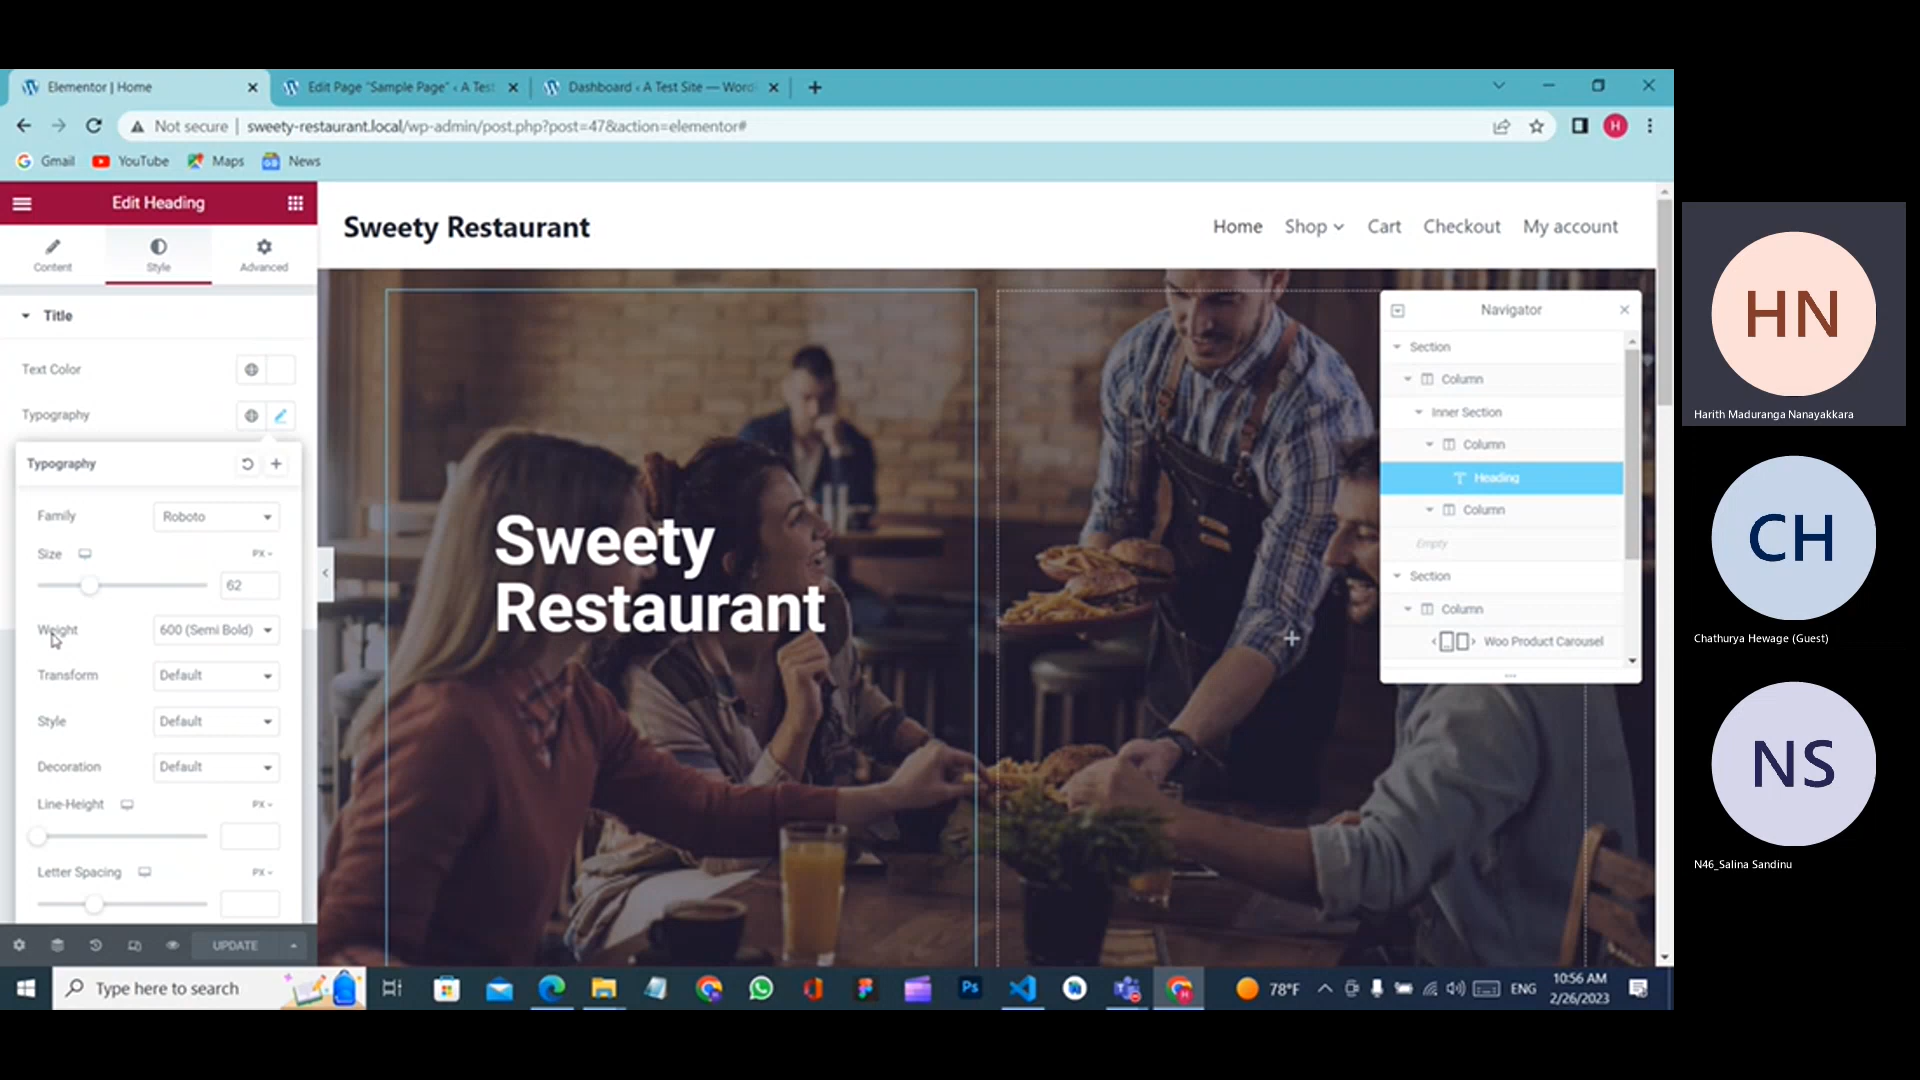 Elementor | Home
Edit Page "Sample Page" ‹ A Test
Dashboard ‹ A Test Site — Word
Not secure
sweety-restaurant.local/wp-admin/post.php?post=47&action=elementor#
H
Gmail
YouTube
Maps
News
Edit Heading
Content
Style
Advanced
Title
Text Color
Typography
Typography
Family
Roboto
Size
PX
62
Weight
600 (Semi Bold)
Transform
Default
Style
Default
Decoration
Default
Line-Height
PX
Letter Spacing
PX
UPDATE
Sweety Restaurant
Home
Shop
Cart
Checkout
My account
Sweety
Restaurant
Navigator
Section
Column
Inner Section
Column
Heading
Column
Empty
Section
Column
Woo Product Carousel
Type here to search
Ps
78°F
ENG
10:56 AM
2/26/2023
HN
Harith Maduranga Nanayakkara
CH
Chathurya Hewage (Guest)
NS
N46_Salina Sandinu